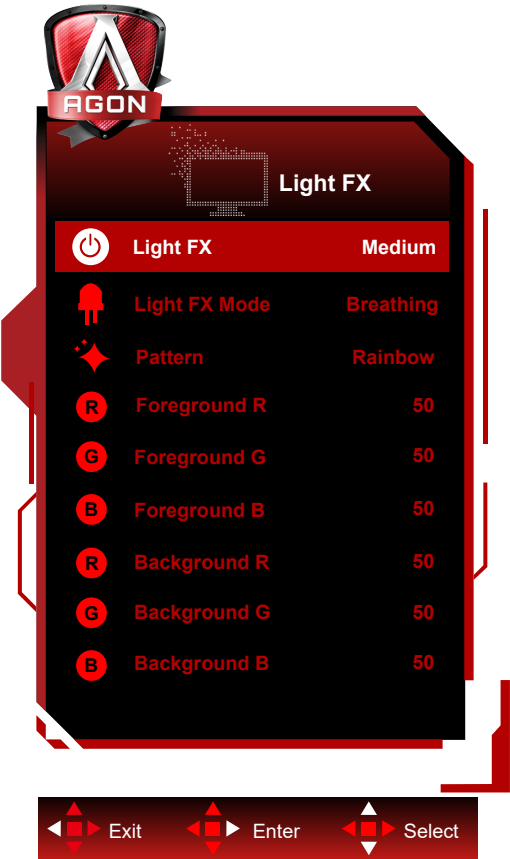 AGON
Light FX
Light FX Medium
Light FX Mode Breathing
Pattern Rainbow
R Foreground R 50
G Foreground G 50
B Foreground B 50
R Background R 50
G Background G 50
B Background B 50
Exit Enter Select